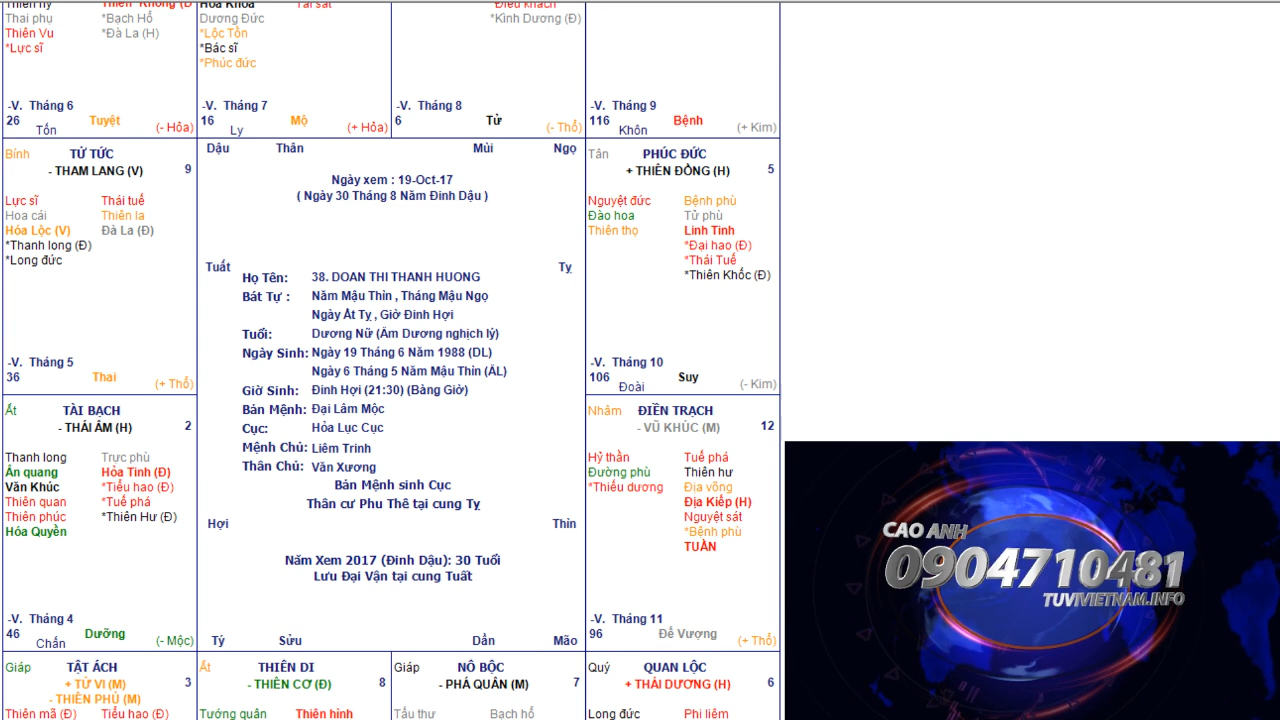 Thiên hỷ
Thiên Không (Đ
Thai phụ
*Bạch Hổ
Thiên Vu
*Đà La (H)
*Lực sĩ
-V. Tháng 6
26
Tuyệt
Tốn
(- Hỏa)
Hóa Khoa
Tái sát
Dương Đức
*Lộc Tồn
*Bác sĩ
*Phúc đức
-V. Tháng 7
16
Mộ
Ly
(+ Hỏa)
Điếu khách
*Kình Dương (Đ)
-V. Tháng 8
6
Tử
(- Thổ)
-V. Tháng 9
116
Bệnh
Khôn
(+ Kim)
Bính
TỬ TỨC
- THAM LANG (V)
9
Lực sĩ
Thái tuế
Hoa cái
Thiên la
Hóa Lộc (V)
Đà La (Đ)
*Thanh long (Đ)
*Long đức
-V. Tháng 5
36
Thai
(+ Thổ)
Dậu
Thân
Mùi
Ngọ
Ngày xem : 19-Oct-17
( Ngày 30 Tháng 8 Năm Đinh Dậu )
Tuất
Tỵ
Họ Tên: 38. DOAN THI THANH HUONG
Bát Tự : Năm Mậu Thìn , Tháng Mậu Ngọ
Ngày Ất Tỵ , Giờ Đinh Hợi
Tuổi: Dương Nữ (Âm Dương nghịch lý)
Ngày Sinh: Ngày 19 Tháng 6 Năm 1988 (DL)
Ngày 6 Tháng 5 Năm Mậu Thìn (ÂL)
Giờ Sinh: Đinh Hợi (21:30) (Bàng Giờ)
Bản Mệnh: Đại Lâm Mộc
Cục: Hỏa Lục Cục
Mệnh Chủ: Liêm Trinh
Thân Chủ: Văn Xương
Bản Mệnh sinh Cục
Thân cư Phu Thê tại cung Tỵ
Hợi
Thìn
Năm Xem 2017 (Đinh Dậu): 30 Tuổi
Lưu Đại Vận tại cung Tuất
Tý
Sửu
Dần
Mão
Tân
PHÚC ĐỨC
+ THIÊN ĐỒNG (H)
5
Nguyệt đức
Bệnh phù
Đào hoa
Tử phù
Thiên thọ
Linh Tinh
*Đại hao (Đ)
*Thái Tuế
*Thiên Khốc (Đ)
-V. Tháng 10
106
Suy
Đoài
(- Kim)
Ất
TÀI BẠCH
- THÁI ÂM (H)
2
Thanh long
Trực phù
Ân quang
Hỏa Tinh (Đ)
Văn Khúc
*Tiểu hao (Đ)
Thiên quan
*Tuế phá
Thiên phúc
*Thiên Hư (Đ)
Hóa Quyền
-V. Tháng 4
46
Dưỡng
Chấn
(- Mộc)
Nhâm
ĐIỀN TRẠCH
- VŨ KHÚC (M)
12
Hỷ thần
Tuế phá
Đường phù
Thiên hư
*Thiếu dương
Địa võng
Địa Kiếp (H)
Nguyệt sát
*Bệnh phù
TUẦN
-V. Tháng 11
96
Đế Vượng
(+ Thổ)
Giáp
TẬT ÁCH
+ TỬ VI (M)
- THIÊN PHỦ (M)
3
Thiên mã (Đ)
Tiểu hao (Đ)
Ất
THIÊN DI
- THIÊN CƠ (Đ)
8
Tướng quân
Thiên hình
Giáp
NÔ BỘC
- PHÁ QUÂN (M)
7
Tấu thư
Bạch hổ
Quý
QUAN LỘC
+ THÁI DƯƠNG (H)
6
Long đức
Phi liêm
CAO ANH
0904710481
TUVIVIETNAM.INFO